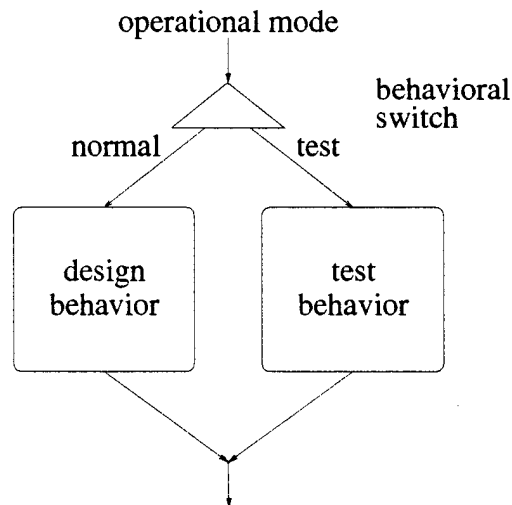 operational mode
behavioral
switch
normal
test
design
behavior
test
behavior